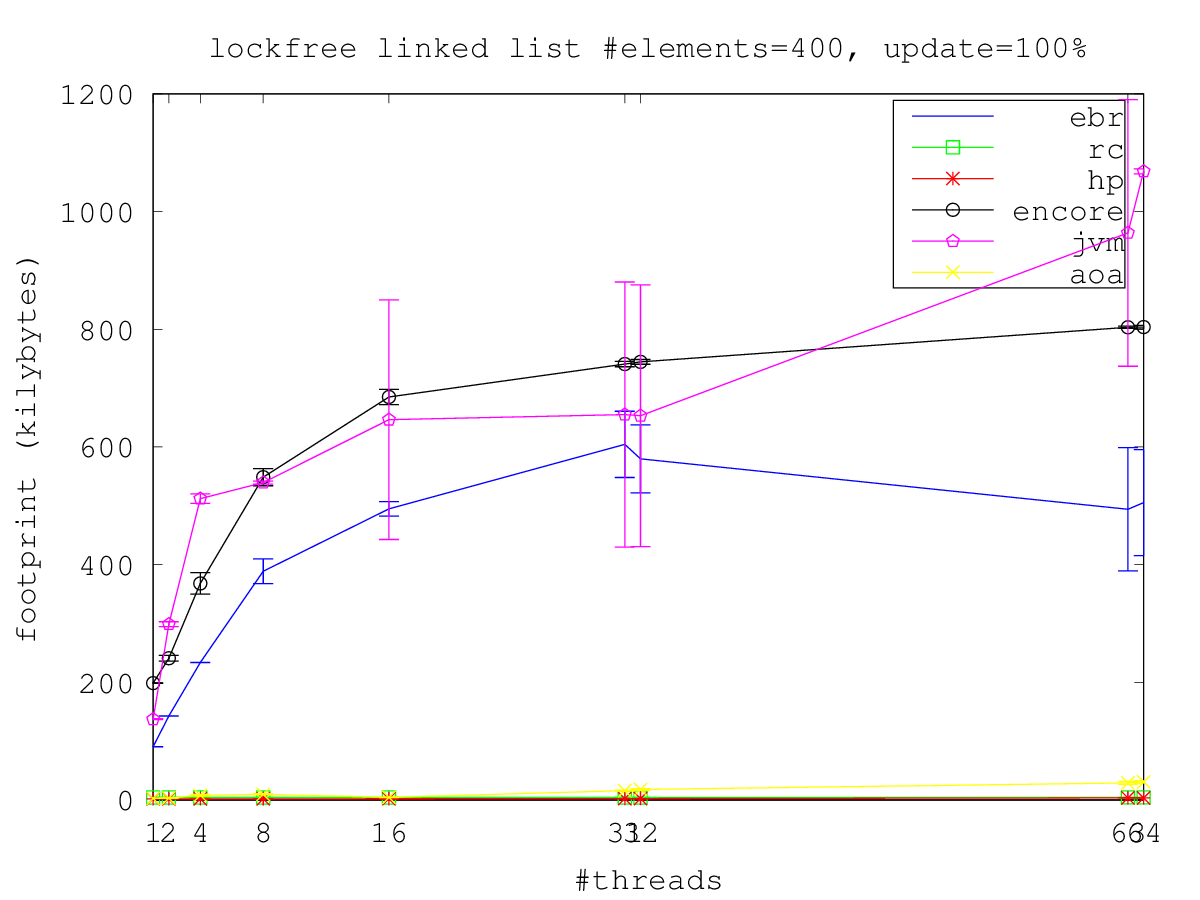 lockfree linked list #elements=400, update=100%
1200
1000
800
600
400
200
0
footprint (kilybytes)
ebr
rc
hp
encore
jvm
aoa
1 2 4 8 16 31 32 63 64
#threads